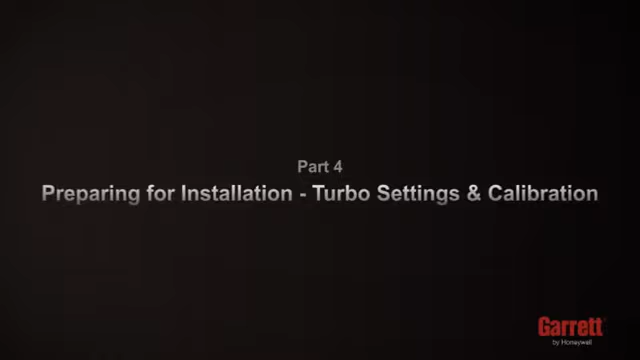 Part 4
Preparing for Installation - Turbo Settings & Calibration
Garrett
by Honeywell